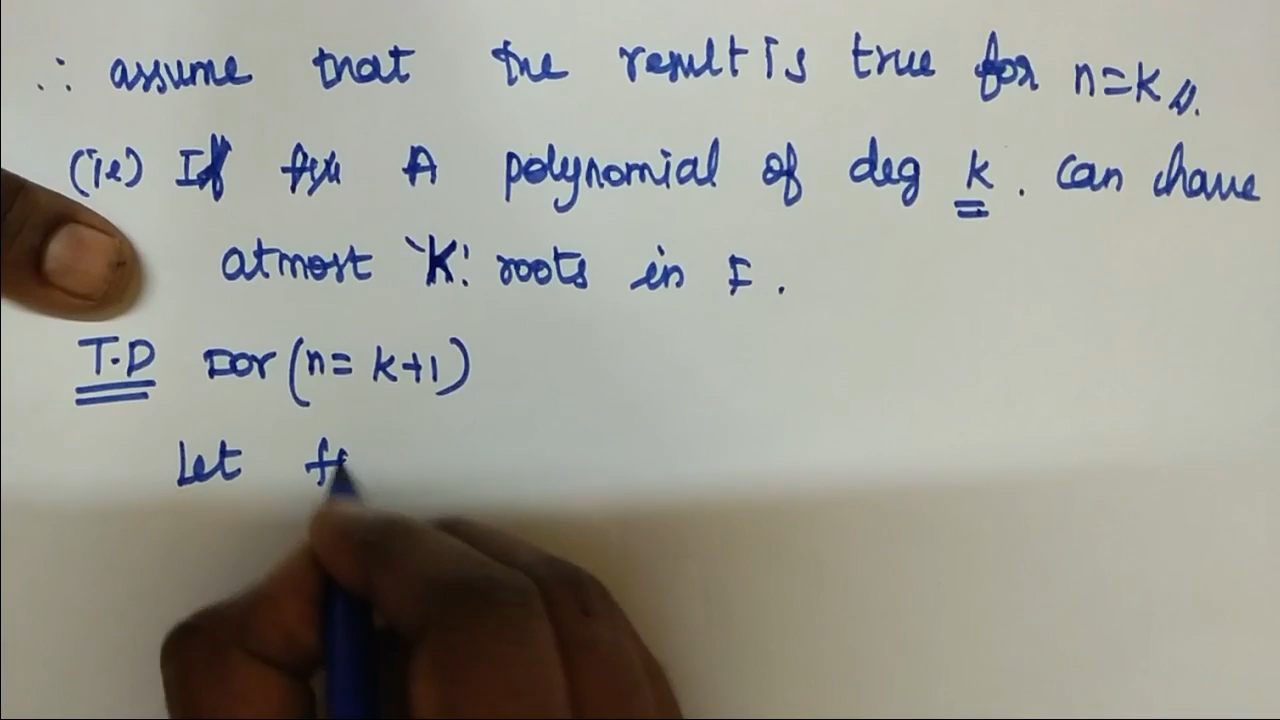 ∴ assume that the result is true for n=k.
(ie) If A polynomial of deg k. can have
atmost 'K' roots in F.
T.P For (n= k+1)
Let f